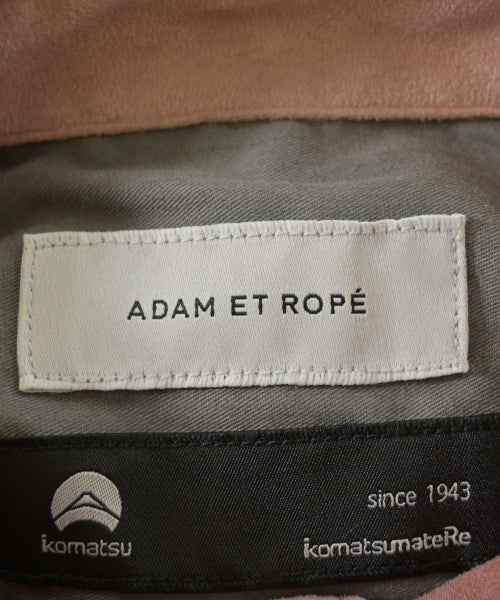 ADAM ET ROPÉ
since 1943
komatsu
komatsumateRe